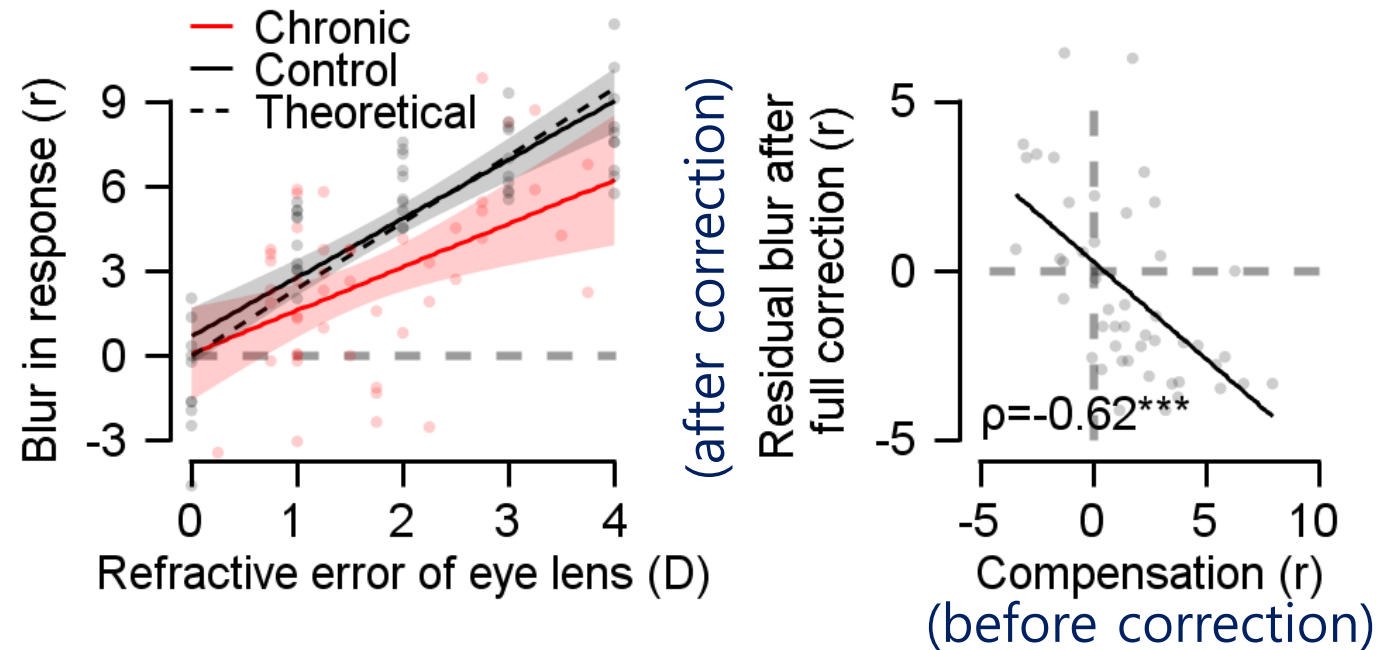 Chronic
Control
Theoretical
Blur in response (r)
9
6
3
0
-3
0 1 2 3 4
Refractive error of eye lens (D)
(after correction)
Residual blur after
full correction (r)
5
0
-5
ρ=-0.62***
-5 0 5 10
Compensation (r)
(before correction)